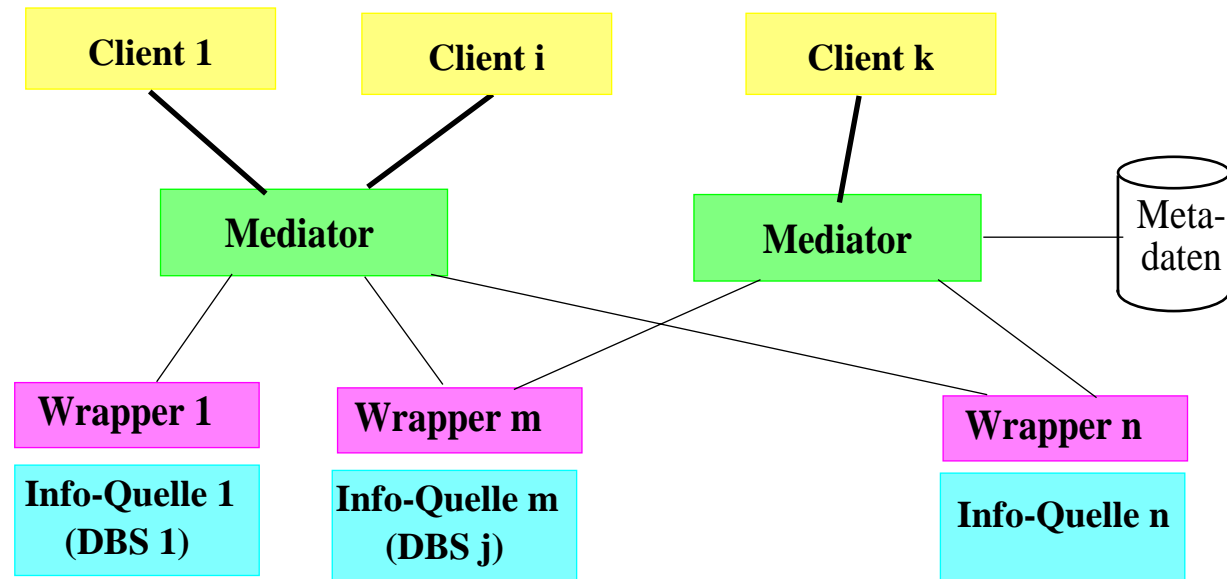 Client 1
Client i
Client k
Mediator
Mediator
Meta-
daten
Wrapper 1
Wrapper m
Wrapper n
Info-Quelle 1
(DBS 1)
Info-Quelle m
(DBS j)
Info-Quelle n